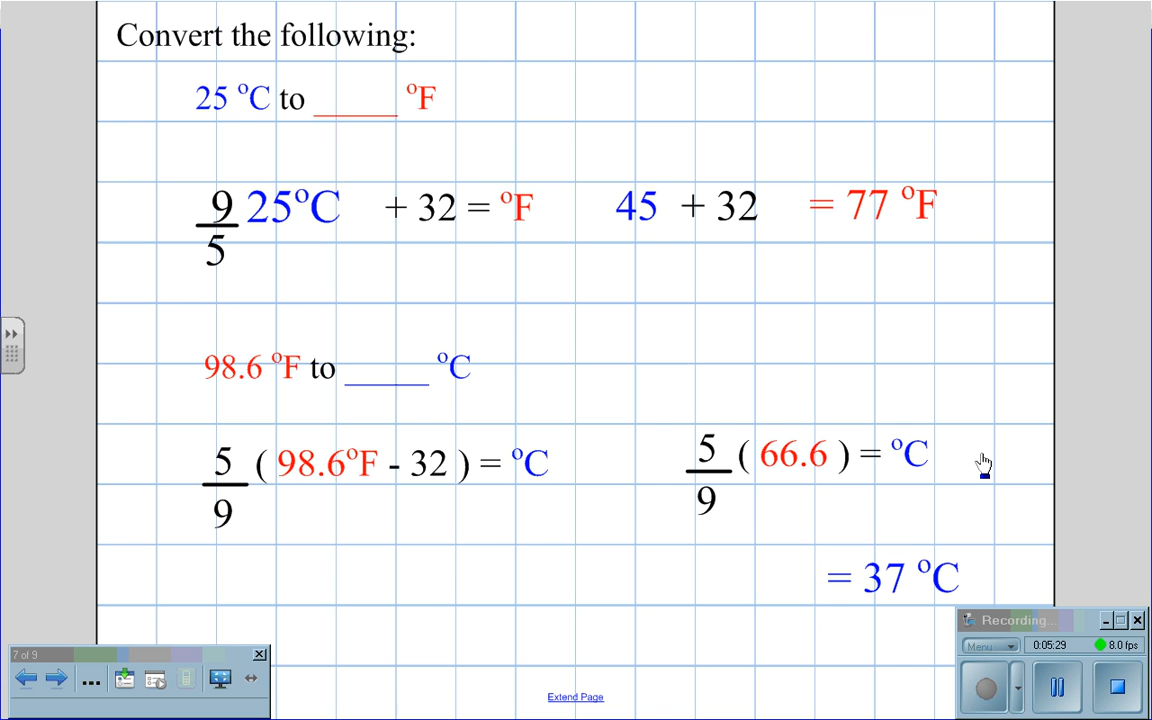 Convert the following:
25 °C to _____ °F
9/5 25°C + 32 = °F
45 + 32 = 77 °F
98.6 °F to _____ °C
5/9 ( 98.6°F - 32 ) = °C
5/9 ( 66.6 ) = °C
= 37 °C
Recording...
Menu
0:05:29
8.0 fps
7 of 9
Extend Page